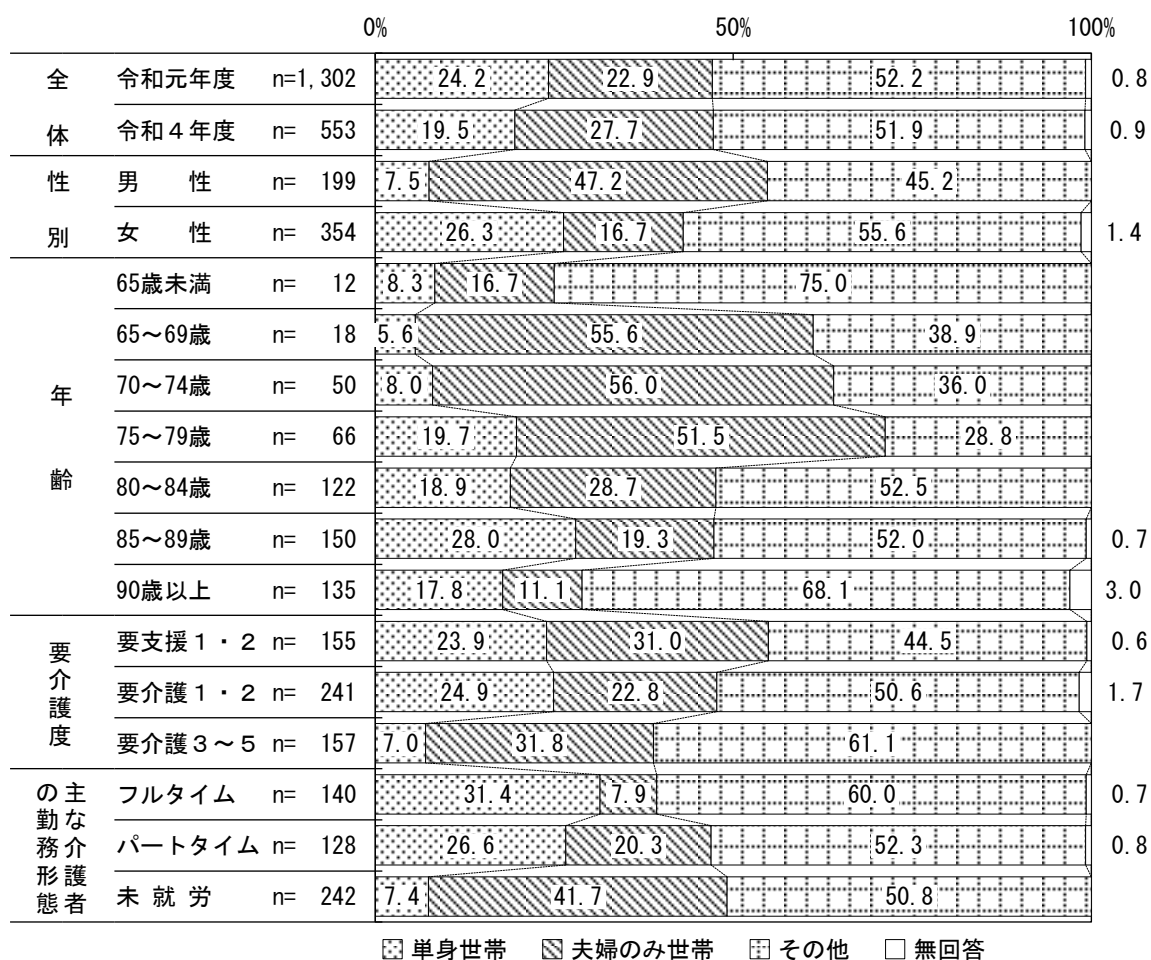 0% 50% 100%
全体
令和元年度 n=1,302 24.2 22.9 52.2 0.8
令和４年度 n= 553 19.5 27.7 51.9 0.9
性別
男 性 n= 199 7.5 47.2 45.2
女 性 n= 354 26.3 16.7 55.6 1.4
年齢
65歳未満 n= 12 8.3 16.7 75.0
65～69歳 n= 18 5.6 55.6 38.9
70～74歳 n= 50 8.0 56.0 36.0
75～79歳 n= 66 19.7 51.5 28.8
80～84歳 n= 122 18.9 28.7 52.5
85～89歳 n= 150 28.0 19.3 52.0 0.7
90歳以上 n= 135 17.8 11.1 68.1 3.0
要介護度
要支援１・２ n= 155 23.9 31.0 44.5 0.6
要介護１・２ n= 241 24.9 22.8 50.6 1.7
要介護３～５ n= 157 7.0 31.8 61.1
主な介護者の勤務形態
フルタイム n= 140 31.4 7.9 60.0 0.7
パートタイム n= 128 26.6 20.3 52.3 0.8
未 就 労 n= 242 7.4 41.7 50.8
単身世帯 夫婦のみ世帯 その他 無回答